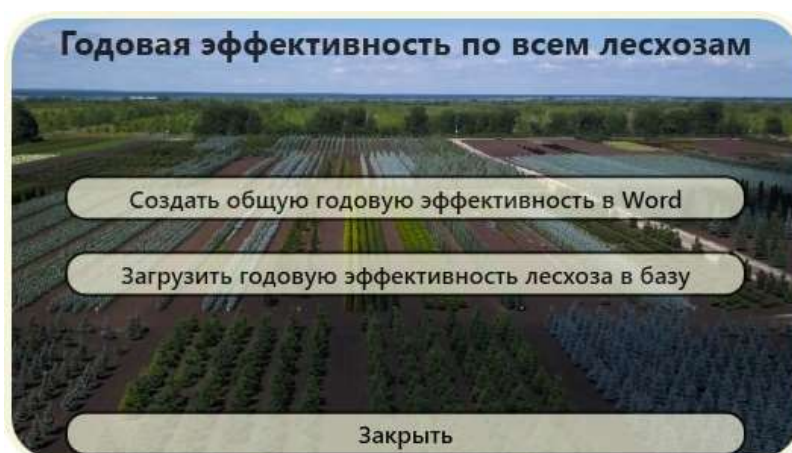 Годовая эффективность по всем лесхозам
Создать общую годовую эффективность в Word
Загрузить годовую эффективность лесхоза в базу
Закрыть